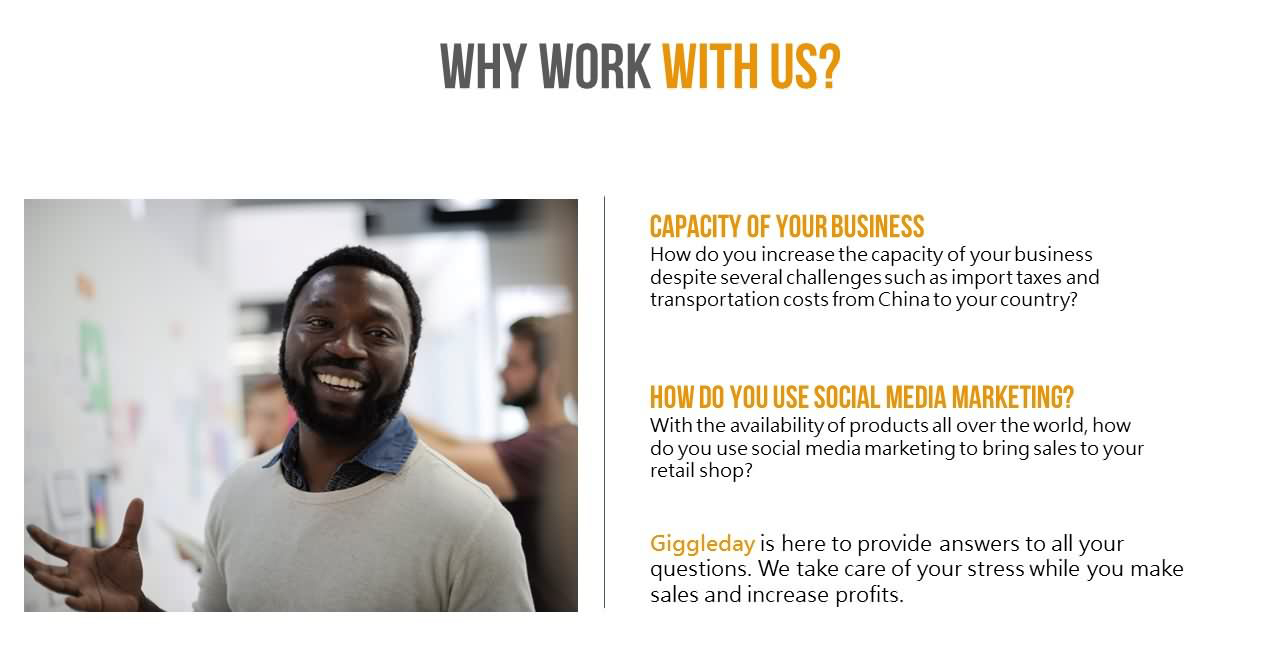 WHY WORK WITH US?
CAPACITY OF YOUR BUSINESS
How do you increase the capacity of your business
despite several challenges such as import taxes and
transportation costs from China to your country?
HOW DO YOU USE SOCIAL MEDIA MARKETING?
With the availability of products all over the world, how
do you use social media marketing to bring sales to your
retail shop?
Giggleday is here to provide answers to all your
questions. We take care of your stress while you make
sales and increase profits.